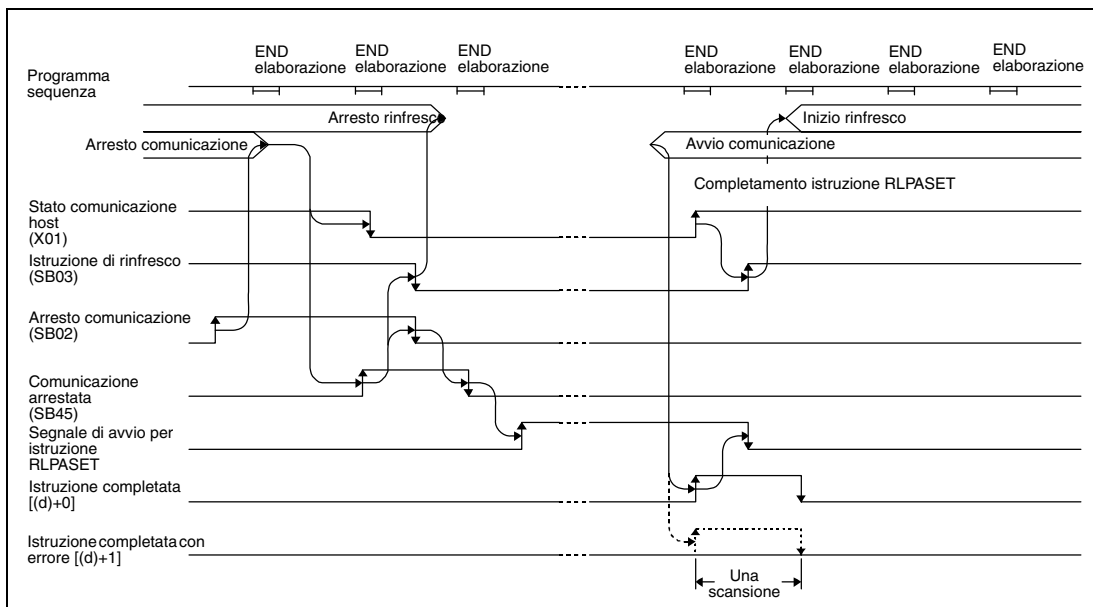 END
elaborazione
END
elaborazione
END
elaborazione
END
elaborazione
END
elaborazione
END
elaborazione
END
elaborazione
Programma
sequenza
Arresto rinfresco
Inizio rinfresco
Arresto comunicazione
Avvio comunicazione
Completamento istruzione RLPASET
Stato comunicazione
host
(X01)
Istruzione di rinfresco
(SB03)
Arresto comunicazione
(SB02)
Comunicazione
arrestata
(SB45)
Segnale di avvio per
istruzione
RLPASET
Istruzione completata
[(d)+0]
Istruzione completata con
errore [(d)+1]
Una
scansione